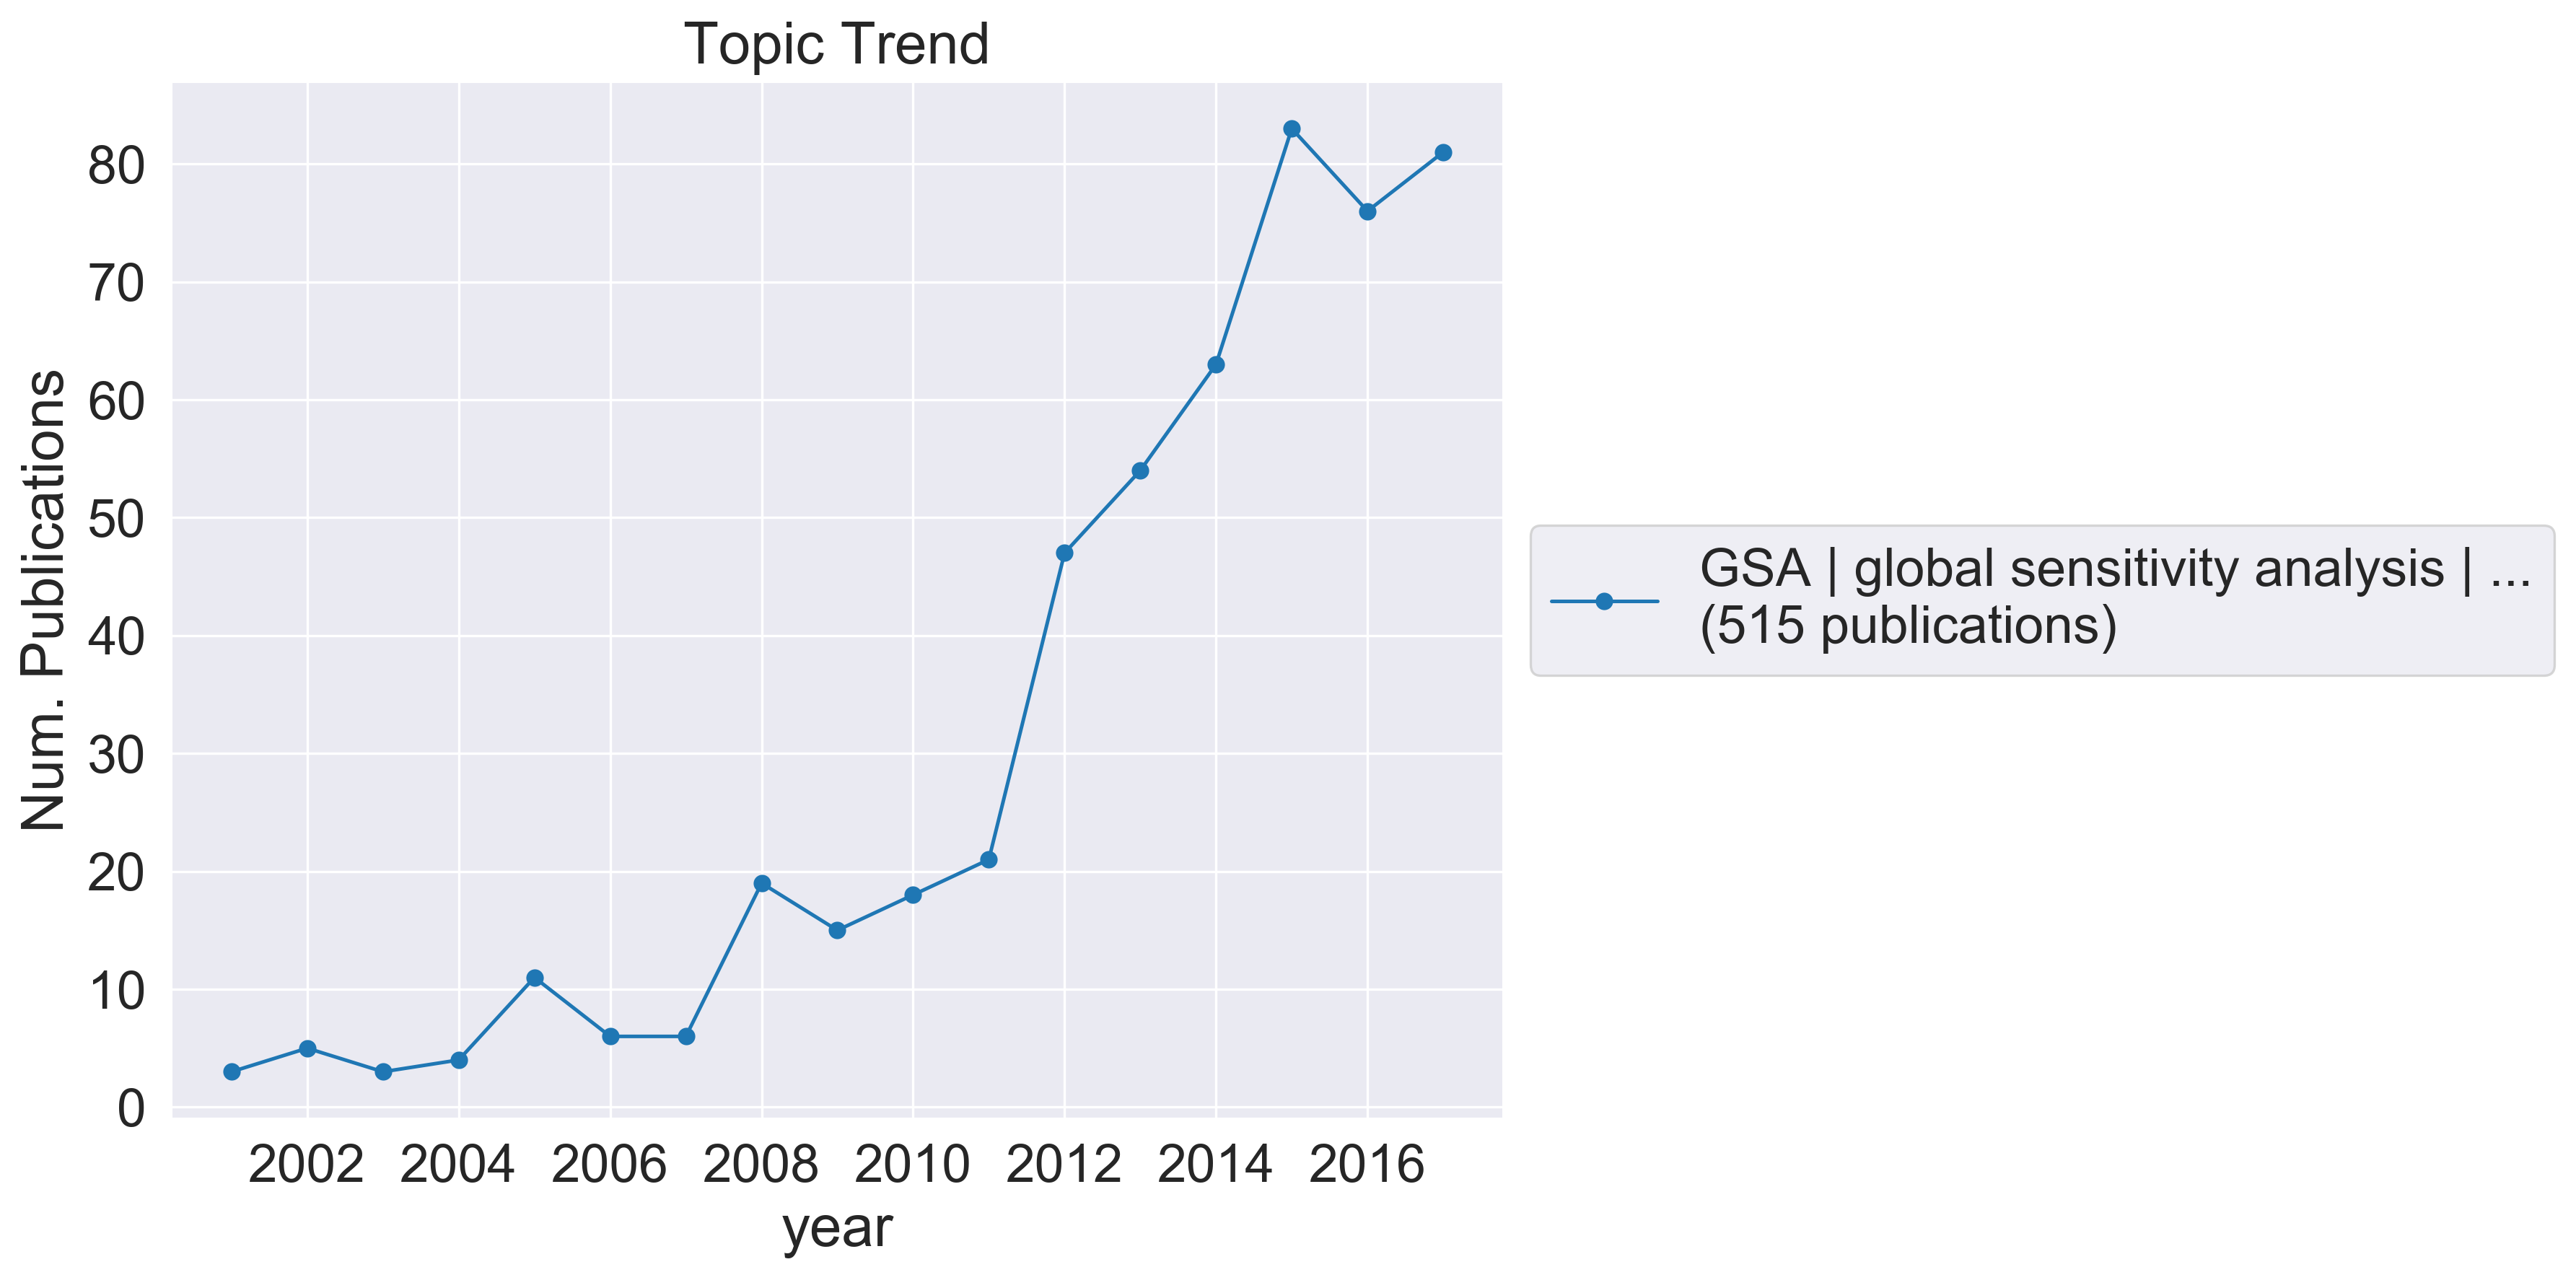 Topic Trend
Num. Publications
80
70
60
50
40
30
20
10
0
2002 2004 2006 2008 2010 2012 2014 2016
year
GSA | global sensitivity analysis | ...
(515 publications)